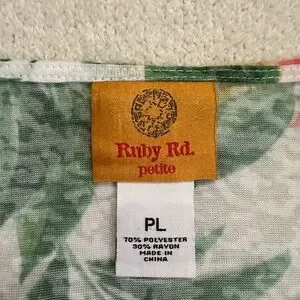 Ruby Rd.
petite
PL
70% POLYESTER
30% RAYON
MADE IN
CHINA